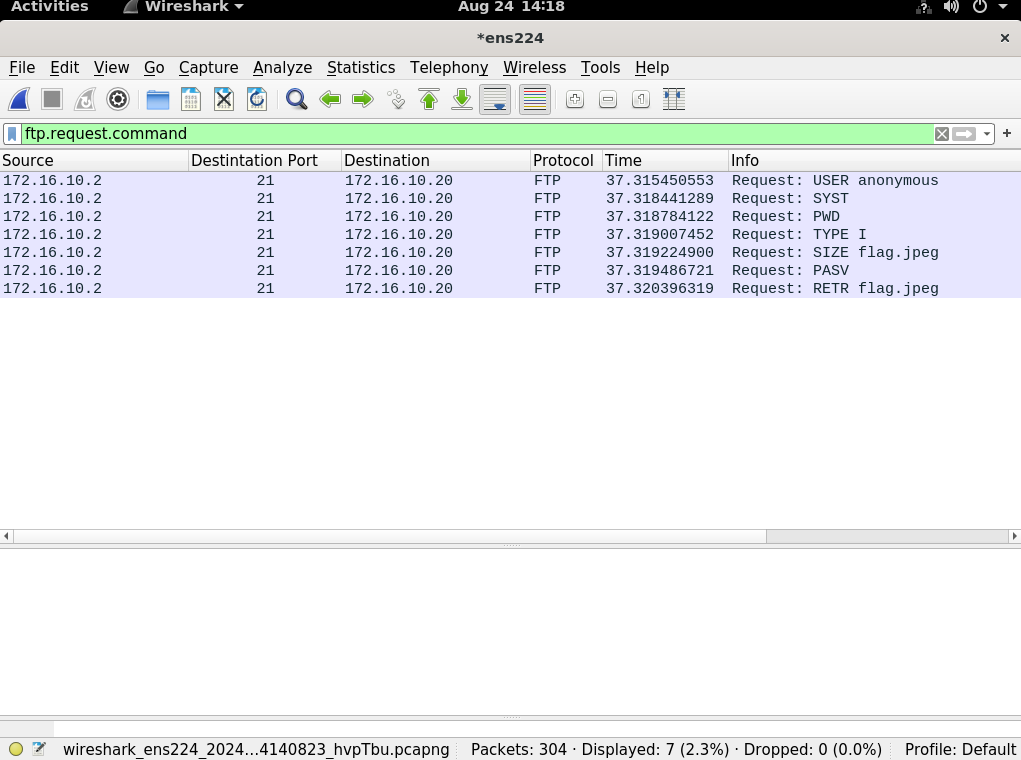 Activities Wireshark Aug 24 14:18
*ens224 ×
File Edit View Go Capture Analyze Statistics Telephony Wireless Tools Help
ftp.request.command +
Source Destintation Port Destination Protocol Time Info
172.16.10.2 21 172.16.10.20 FTP 37.315450553 Request: USER anonymous
172.16.10.2 21 172.16.10.20 FTP 37.318441289 Request: SYST
172.16.10.2 21 172.16.10.20 FTP 37.318784122 Request: PWD
172.16.10.2 21 172.16.10.20 FTP 37.319007452 Request: TYPE I
172.16.10.2 21 172.16.10.20 FTP 37.319224900 Request: SIZE flag.jpeg
172.16.10.2 21 172.16.10.20 FTP 37.319486721 Request: PASV
172.16.10.2 21 172.16.10.20 FTP 37.320396319 Request: RETR flag.jpeg
wireshark_ens224_2024...4140823_hvpTbu.pcapng Packets: 304 · Displayed: 7 (2.3%) · Dropped: 0 (0.0%) Profile: Default